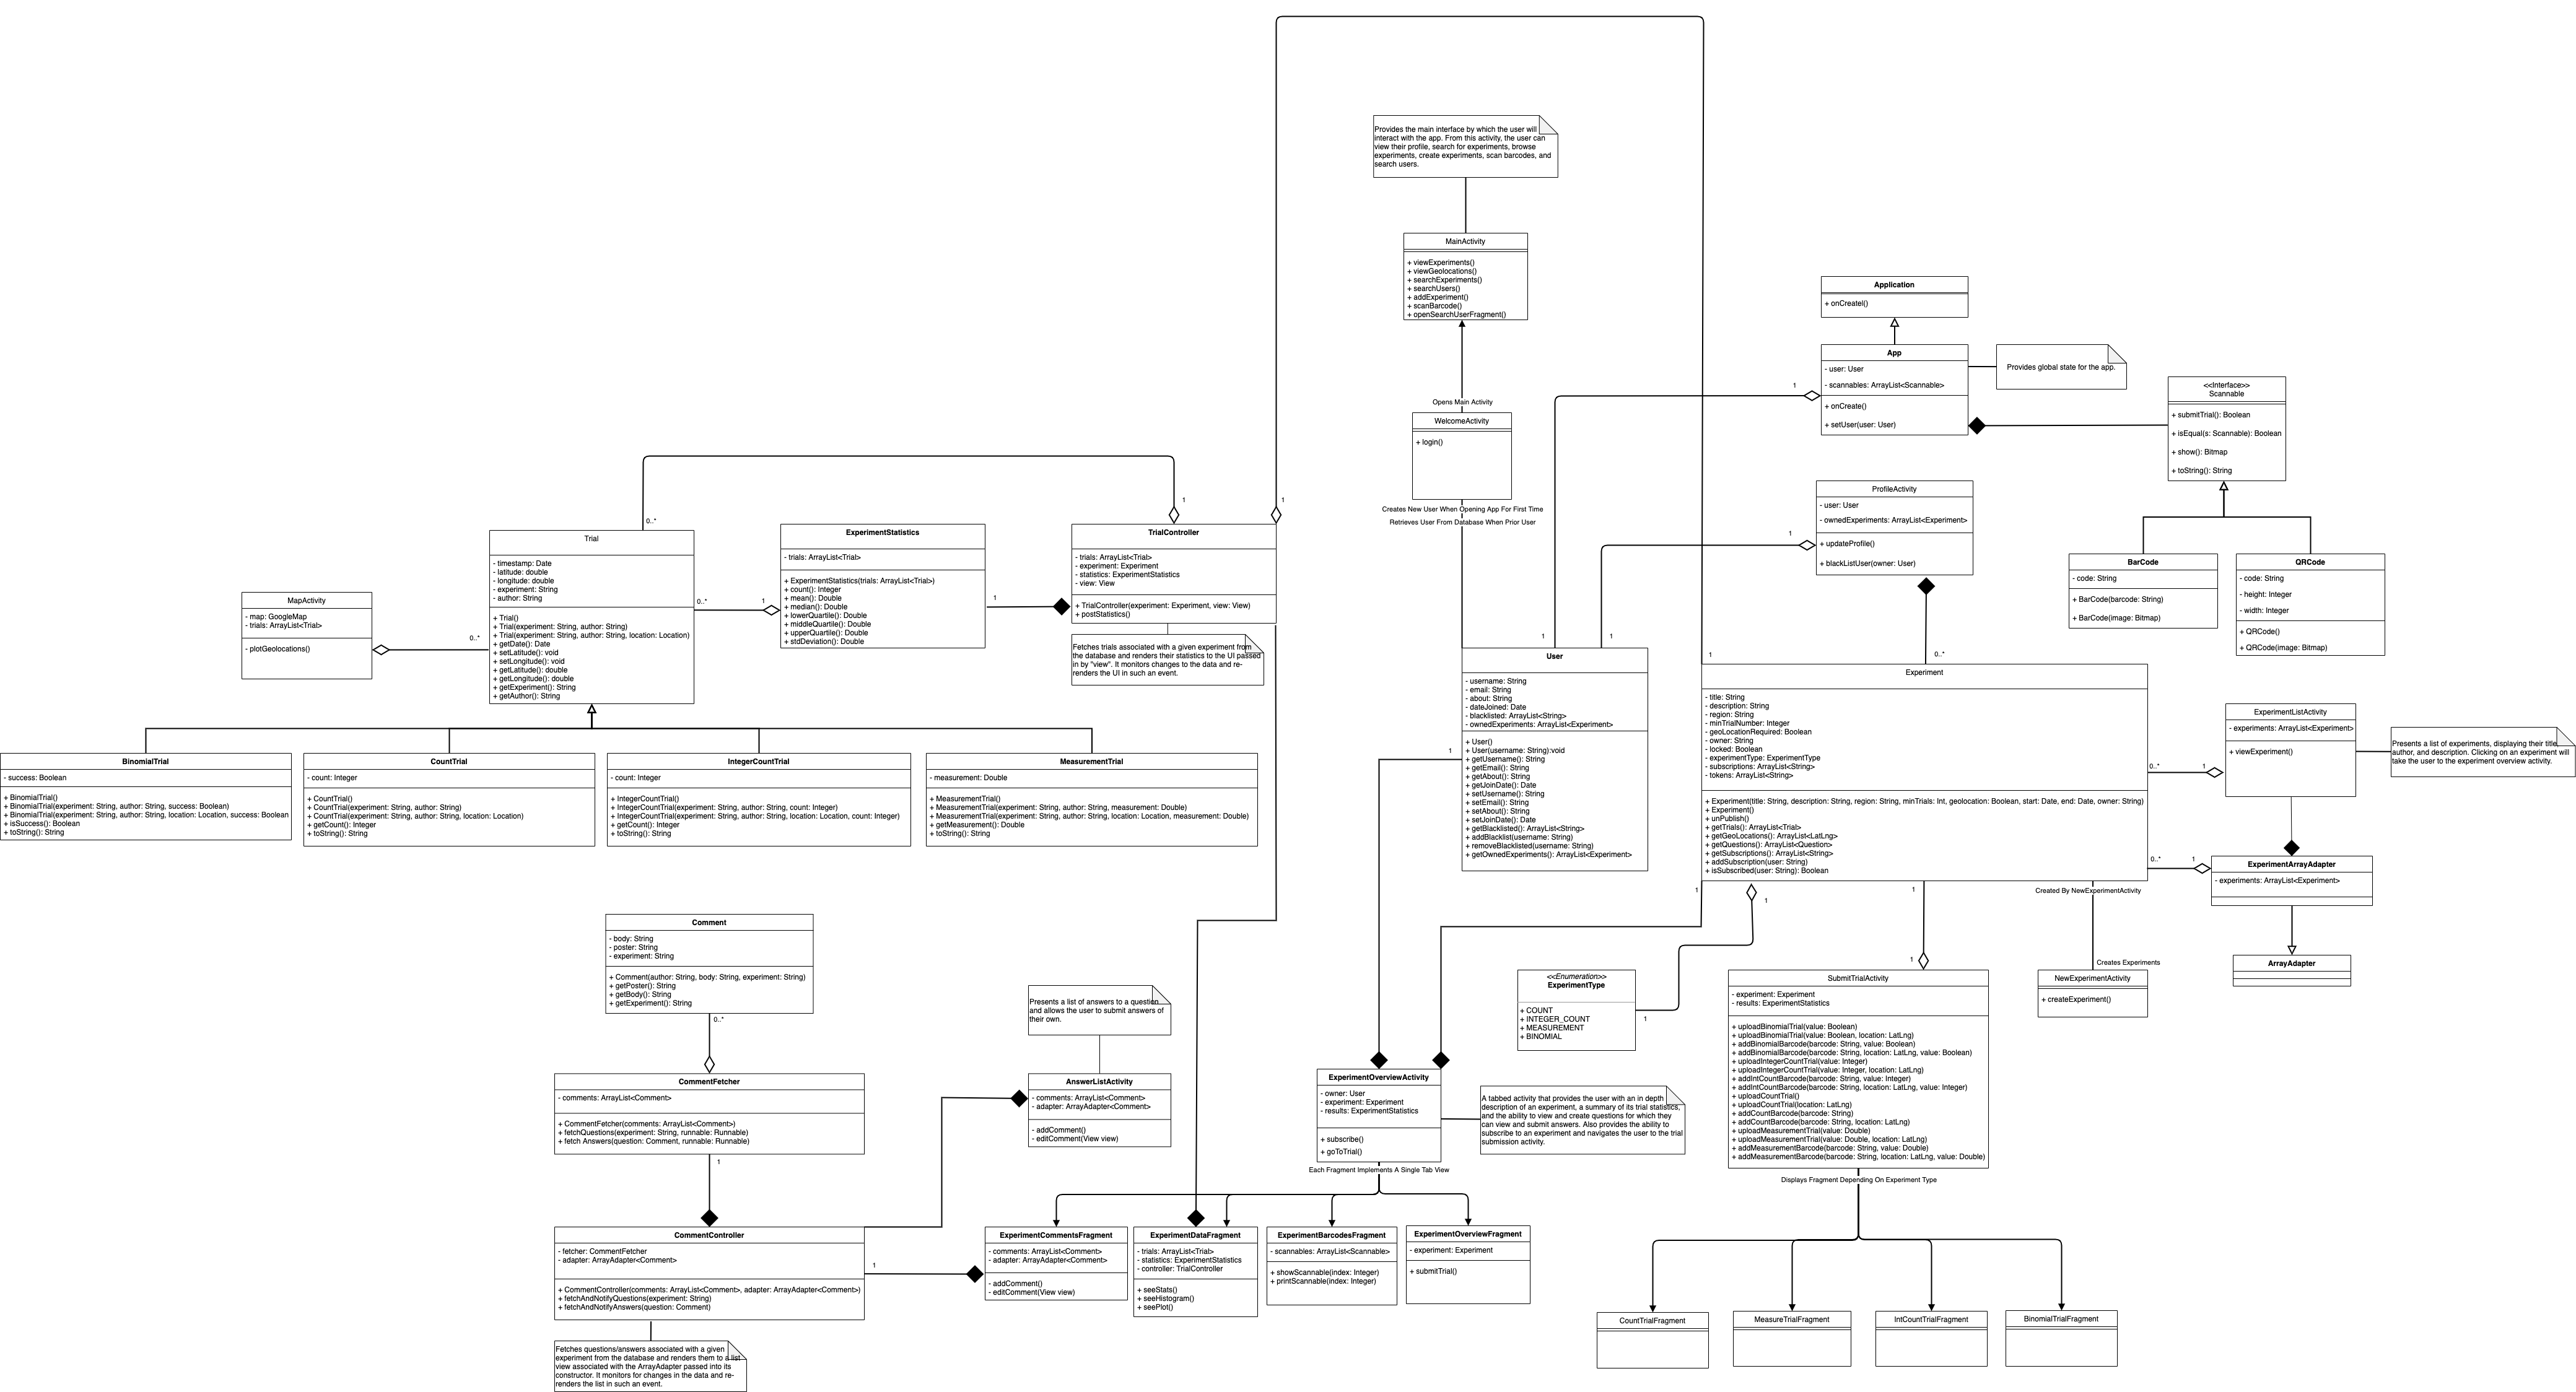 Provides the main interface by which the user will
interact with the app. From this activity, the user can
view their profile, search for experiments, browse
experiments, create experiments, scan barcodes, and
search users.
MainActivity
+ viewExperiments()
+ viewGeolocations()
+ searchExperiments()
+ searchUsers()
+ addExperiment()
+ scanBarcode()
+ openSearchUserFragment()
Opens Main Activity
WelcomeActivity
+ login()
Creates New User When Opening App For First Time
Retrieves User From Database When Prior User
Application
+ onCreatel()
App
- user: User
- scannables: ArrayList<Scannable>
+ onCreate()
+ setUser(user: User)
1
Provides global state for the app.
<<Interface>>
Scannable
+ submitTrial(): Boolean
+ isEqual(s: Scannable): Boolean
+ show(): Bitmap
+ toString(): String
ProfileActivity
- user: User
- ownedExperiments: ArrayList<Experiment>
+ updateProfile()
+ blackListUser(owner: User)
1
0..*
BarCode
- code: String
+ BarCode(barcode: String)
+ BarCode(image: Bitmap)
QRCode
- code: String
- height: Integer
- width: Integer
+ QRCode()
+ QRCode(image: Bitmap)
MapActivity
- map: GoogleMap
- trials: ArrayList<Trial>
- plotGeolocations()
0..*
0..*
Trial
- timestamp: Date
- latitude: double
- longitude: double
- experiment: String
- author: String
+ Trial()
+ Trial(experiment: String, author: String)
+ Trial(experiment: String, author: String, location: Location)
+ getDate(): Date
+ setLatitude(): void
+ setLongitude(): void
+ getLatitude(): double
+ getLongitude(): double
+ getExperiment(): String
+ getAuthor(): String
0..*
1
ExperimentStatistics
- trials: ArrayList<Trial>
+ ExperimentStatistics(trials: ArrayList<Trial>)
+ count(): Integer
+ mean(): Double
+ median(): Double
+ lowerQuartile(): Double
+ middleQuartile(): Double
+ upperQuartile(): Double
+ stdDeviation(): Double
1
1
1
TrialController
- trials: ArrayList<Trial>
- experiment: Experiment
- statistics: ExperimentStatistics
- view: View
+ TrialController(experiment: Experiment, view: View)
+ postStatistics()
Fetches trials associated with a given experiment from
the database and renders their statistics to the UI passed
in by "view". It monitors changes to the data and re-
renders the UI in such an event.
BinomialTrial
- success: Boolean
+ BinomialTrial()
+ BinomialTrial(experiment: String, author: String, success: Boolean)
+ BinomialTrial(experiment: String, author: String, location: Location, success: Boolean
+ isSuccess(): Boolean
+ toString(): String
CountTrial
- count: Integer
+ CountTrial()
+ CountTrial(experiment: String, author: String)
+ CountTrial(experiment: String, author: String, location: Location)
+ getCount(): Integer
+ toString(): String
IntegerCountTrial
- count: Integer
+ IntegerCountTrial()
+ IntegerCountTrial(experiment: String, author: String, count: Integer)
+ IntegerCountTrial(experiment: String, author: String, location: Location, count: Integer)
+ getCount(): Integer
+ toString(): String
MeasurementTrial
- measurement: Double
+ MeasurementTrial()
+ MeasurementTrial(experiment: String, author: String, measurement: Double)
+ MeasurementTrial(experiment: String, author: String, location: Location, measurement: Double)
+ getMeasurement(): Double
+ toString(): String
1
1
1
User
- username: String
- email: String
- about: String
- dateJoined: Date
- blacklisted: ArrayList<String>
- ownedExperiments: ArrayList<Experiment>
+ User()
+ User(username: String):void
+ getUsername(): String
+ getEmail(): String
+ getAbout(): String
+ getJoinDate(): Date
+ setUsername(): String
+ setEmail(): String
+ setAbout(): String
+ setJoinDate(): Date
+ getBlacklisted(): ArrayList<String>
+ addBlacklist(username: String)
+ removeBlacklisted(username: String)
+ getOwnedExperiments(): ArrayList<Experiment>
1
Experiment
- title: String
- description: String
- region: String
- minTrialNumber: Integer
- geoLocationRequired: Boolean
- owner: String
- locked: Boolean
- experimentType: ExperimentType
- subscriptions: ArrayList<String>
- tokens: ArrayList<String>
+ Experiment(title: String, description: String, region: String, minTrials: Int, geolocation: Boolean, start: Date, end: Date, owner: String)
+ Experiment()
+ unPublish()
+ getTrials(): ArrayList<Trial>
+ getGeoLocations(): ArrayList<LatLng>
+ getQuestions(): ArrayList<Question>
+ getSubscriptions(): ArrayList<String>
+ addSubscription(user: String)
+ isSubscribed(user: String): Boolean
1
1
1
Created By NewExperimentActivity
0..*
1
0..*
1
ExperimentListActivity
- experiments: ArrayList<Experiment>
+ viewExperiment()
Presents a list of experiments, displaying their title,
author, and description. Clicking on an experiment will
take the user to the experiment overview activity.
ExperimentArrayAdapter
- experiments: ArrayList<Experiment>
ArrayAdapter
Creates Experiments
NewExperimentActivity
+ createExperiment()
<<Enumeration>>
ExperimentType
+ COUNT
+ INTEGER_COUNT
+ MEASUREMENT
+ BINOMIAL
1
1
SubmitTrialActivity
- experiment: Experiment
- results: ExperimentStatistics
+ uploadBinomialTrial(value: Boolean)
+ uploadBinomialTrial(value: Boolean, location: LatLng)
+ addBinomialBarcode(barcode: String, value: Boolean)
+ addBinomialBarcode(barcode: String, location: LatLng, value: Boolean)
+ uploadIntegerCountTrial(value: Integer)
+ uploadIntegerCountTrial(value: Integer, location: LatLng)
+ addIntCountBarcode(barcode: String, value: Integer)
+ addIntCountBarcode(barcode: String, location: LatLng, value: Integer)
+ uploadCountTrial()
+ uploadCountTrial(location: LatLng)
+ addCountBarcode(barcode: String)
+ addCountBarcode(barcode: String, location: LatLng)
+ uploadMeasurementTrial(value: Double)
+ uploadMeasurementTrial(value: Double, location: LatLng)
+ addMeasurementBarcode(barcode: String, value: Double)
+ addMeasurementBarcode(barcode: String, location: LatLng, value: Double)
Displays Fragment Depending On Experiment Type
CountTrialFragment
MeasureTrialFragment
IntCountTrialFragment
BinomialTrialFragment
Comment
- body: String
- poster: String
- experiment: String
+ Comment(author: String, body: String, experiment: String)
+ getPoster(): String
+ getBody(): String
+ getExperiment(): String
0..*
CommentFetcher
- comments: ArrayList<Comment>
+ CommentFetcher(comments: ArrayList<Comment>)
+ fetchQuestions(experiment: String, runnable: Runnable)
+ fetch Answers(question: Comment, runnable: Runnable)
1
Presents a list of answers to a question
and allows the user to submit answers of
their own.
AnswerListActivity
- comments: ArrayList<Comment>
- adapter: ArrayAdapter<Comment>
- addComment()
- editComment(View view)
CommentController
- fetcher: CommentFetcher
- adapter: ArrayAdapter<Comment>
+ CommentController(comments: ArrayList<Comment>, adapter: ArrayAdapter<Comment>)
+ fetchAndNotifyQuestions(experiment: String)
+ fetchAndNotifyAnswers(question: Comment)
1
Fetches questions/answers associated with a given
experiment from the database and renders them to a list
view associated with the ArrayAdapter passed into its
constructor. It monitors for changes in the data and re-
renders the list in such an event.
ExperimentOverviewActivity
- owner: User
- experiment: Experiment
- results: ExperimentStatistics
+ subscribe()
+ goToTrial()
Each Fragment Implements A Single Tab View
A tabbed activity that provides the user with an in depth
description of an experiment, a summary of its trial statistics,
and the ability to view and create questions for which they
can view and submit answers. Also provides the ability to
subscribe to an experiment and navigates the user to the trial
submission activity.
ExperimentCommentsFragment
- comments: ArrayList<Comment>
- adapter: ArrayAdapter<Comment>
- addComment()
- editComment(View view)
ExperimentDataFragment
- trials: ArrayList<Trial>
- statistics: ExperimentStatistics
- controller: TrialController
+ seeStats()
+ seeHistogram()
+ seePlot()
ExperimentBarcodesFragment
- scannables: ArrayList<Scannable>
+ showScannable(index: Integer)
+ printScannable(index: Integer)
ExperimentOverviewFragment
- experiment: Experiment
+ submitTrial()